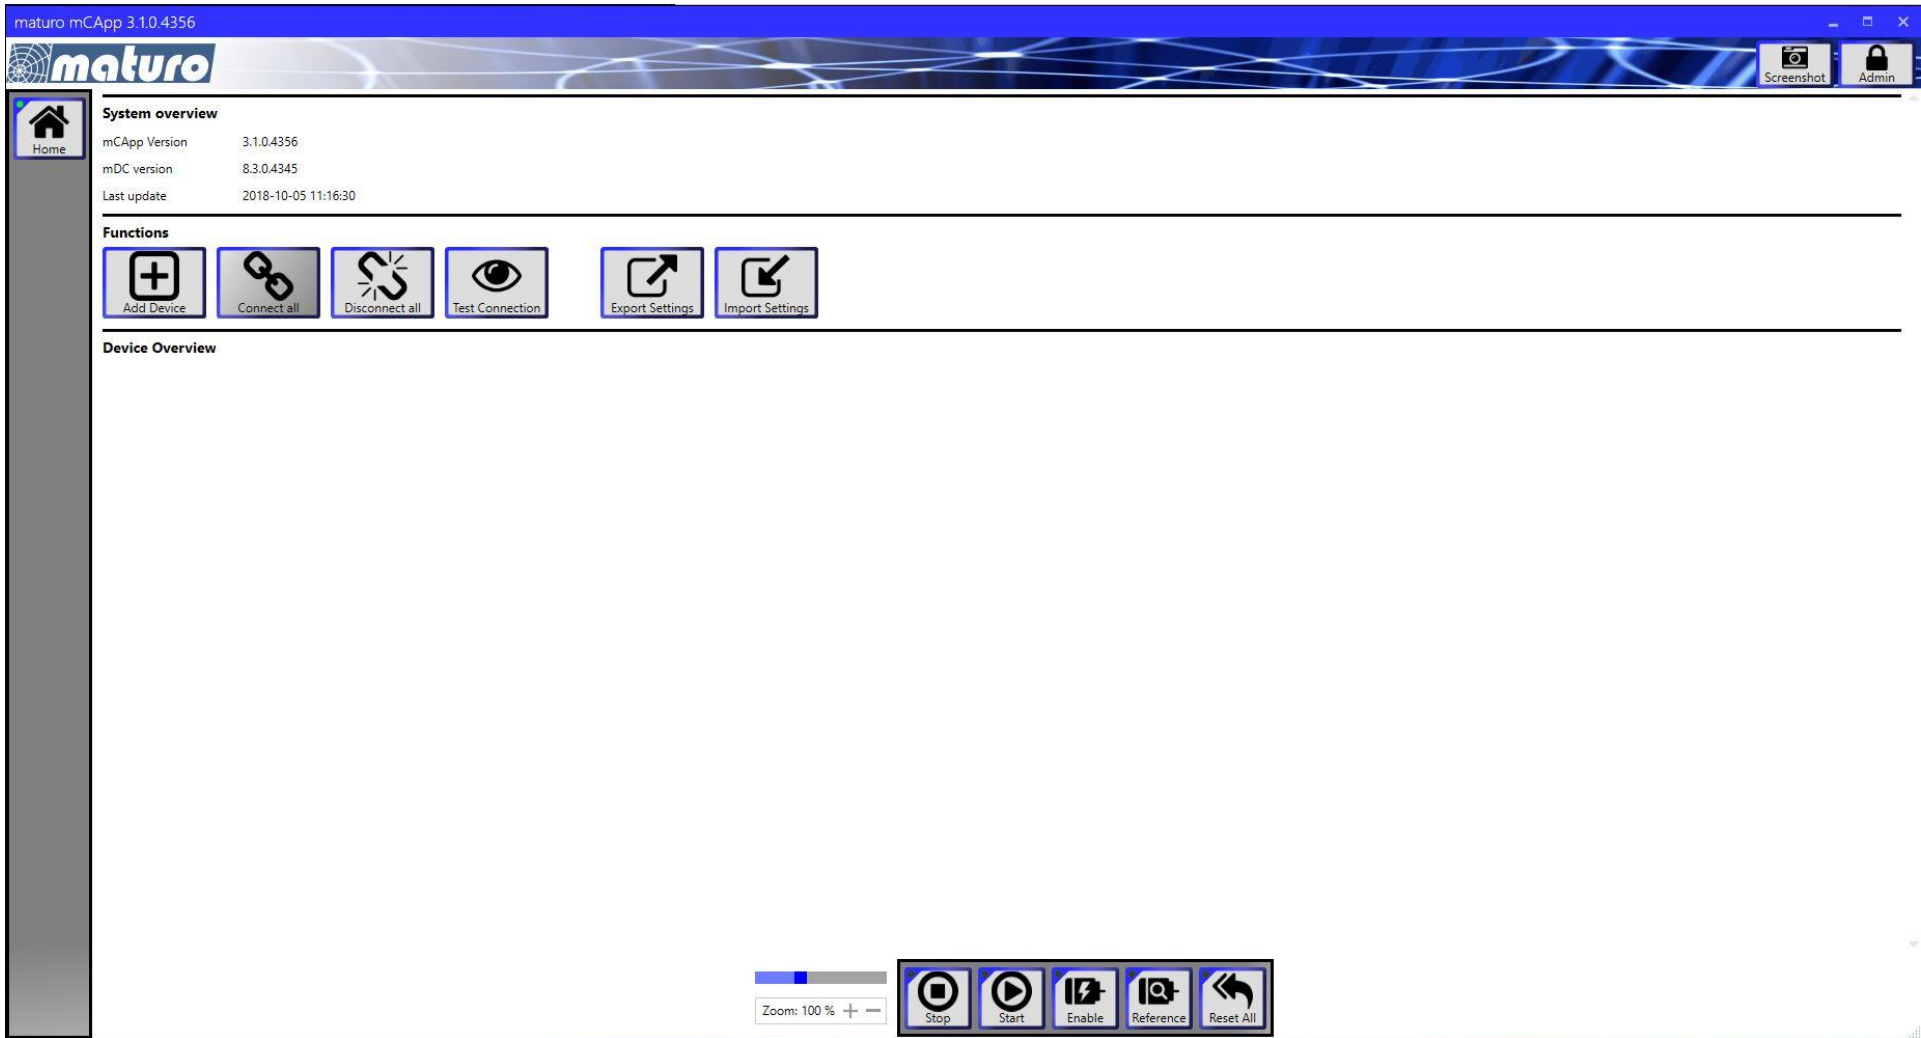 maturo mCApp 3.1.0.4356
maturo
Screenshot
Admin
Home
System overview
mCApp Version 3.1.0.4356
mDC version 8.3.0.4345
Last update 2018-10-05 11:16:30
Functions
Add Device Connect all Disconnect all Test Connection Export Settings Import Settings
Device Overview
Zoom: 100 %
Stop Start Enable Reference Reset All